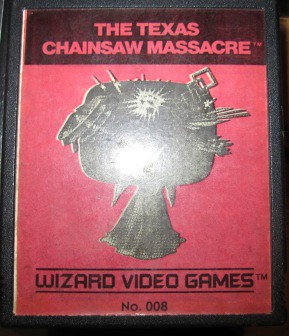 THE TEXAS
CHAINSAW MASSACRE™
WIZARD VIDEO GAMES™
No. 008